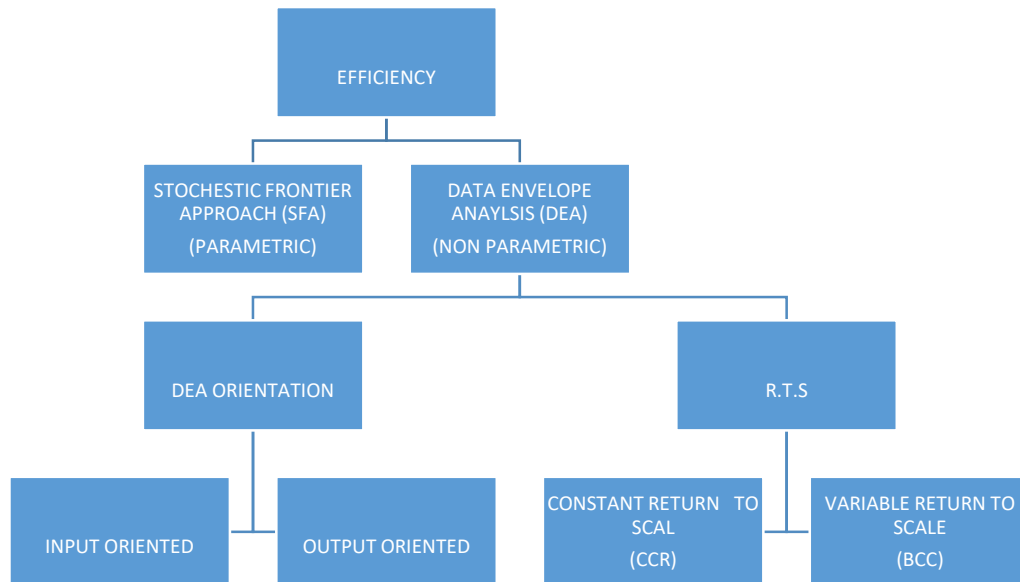 EFFICIENCY
STOCHESTIC FRONTIER
APPROACH (SFA)
(PARAMETRIC)
DATA ENVELOPE
ANAYLSIS (DEA)
(NON PARAMETRIC)
DEA ORIENTATION
R.T.S
INPUT ORIENTED
OUTPUT ORIENTED
CONSTANT RETURN TO
SCAL
(CCR)
VARIABLE RETURN TO
SCALE
(BCC)